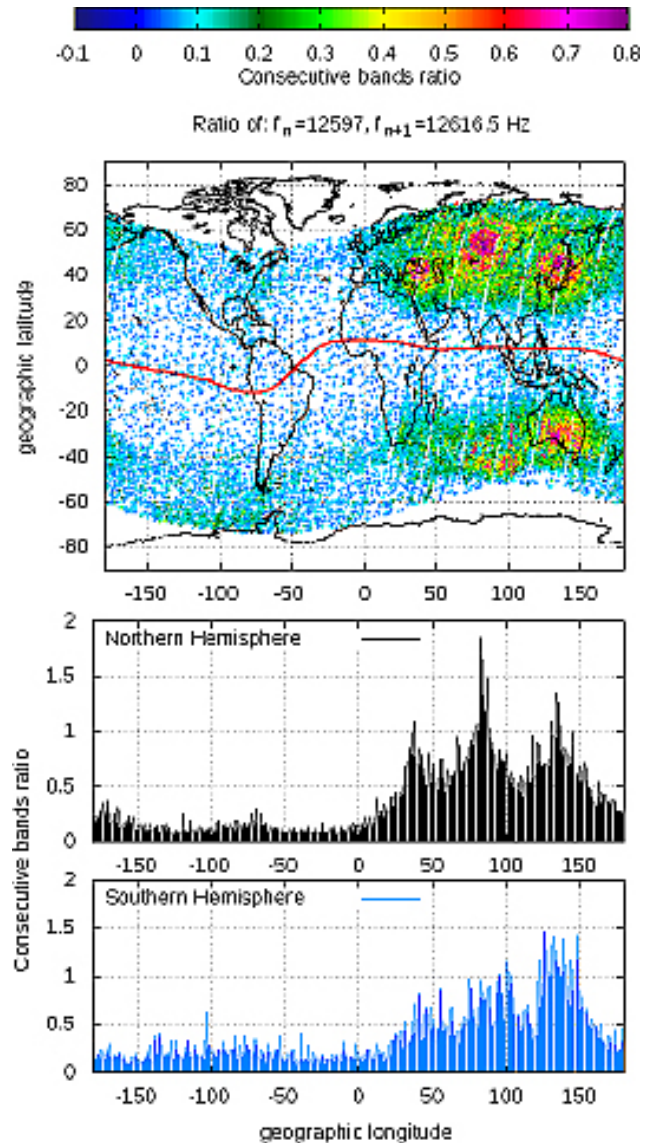 -0.1 0 0.1 0.2 0.3 0.4 0.5 0.6 0.7 0.8
Consecutive bands ratio
Ratio of: fn=12597, fn+1=12616.5 Hz
80
60
40
20
0
-20
-40
-60
-80
geographic latitude
-150 -100 -50 0 50 100 150
2
1.5
1
0.5
0
Northern Hemisphere
-150 -100 -50 0 50 100 150
Consecutive bands ratio
2
1.5
1
0.5
0
Southern Hemisphere
-150 -100 -50 0 50 100 150
geographic longitude